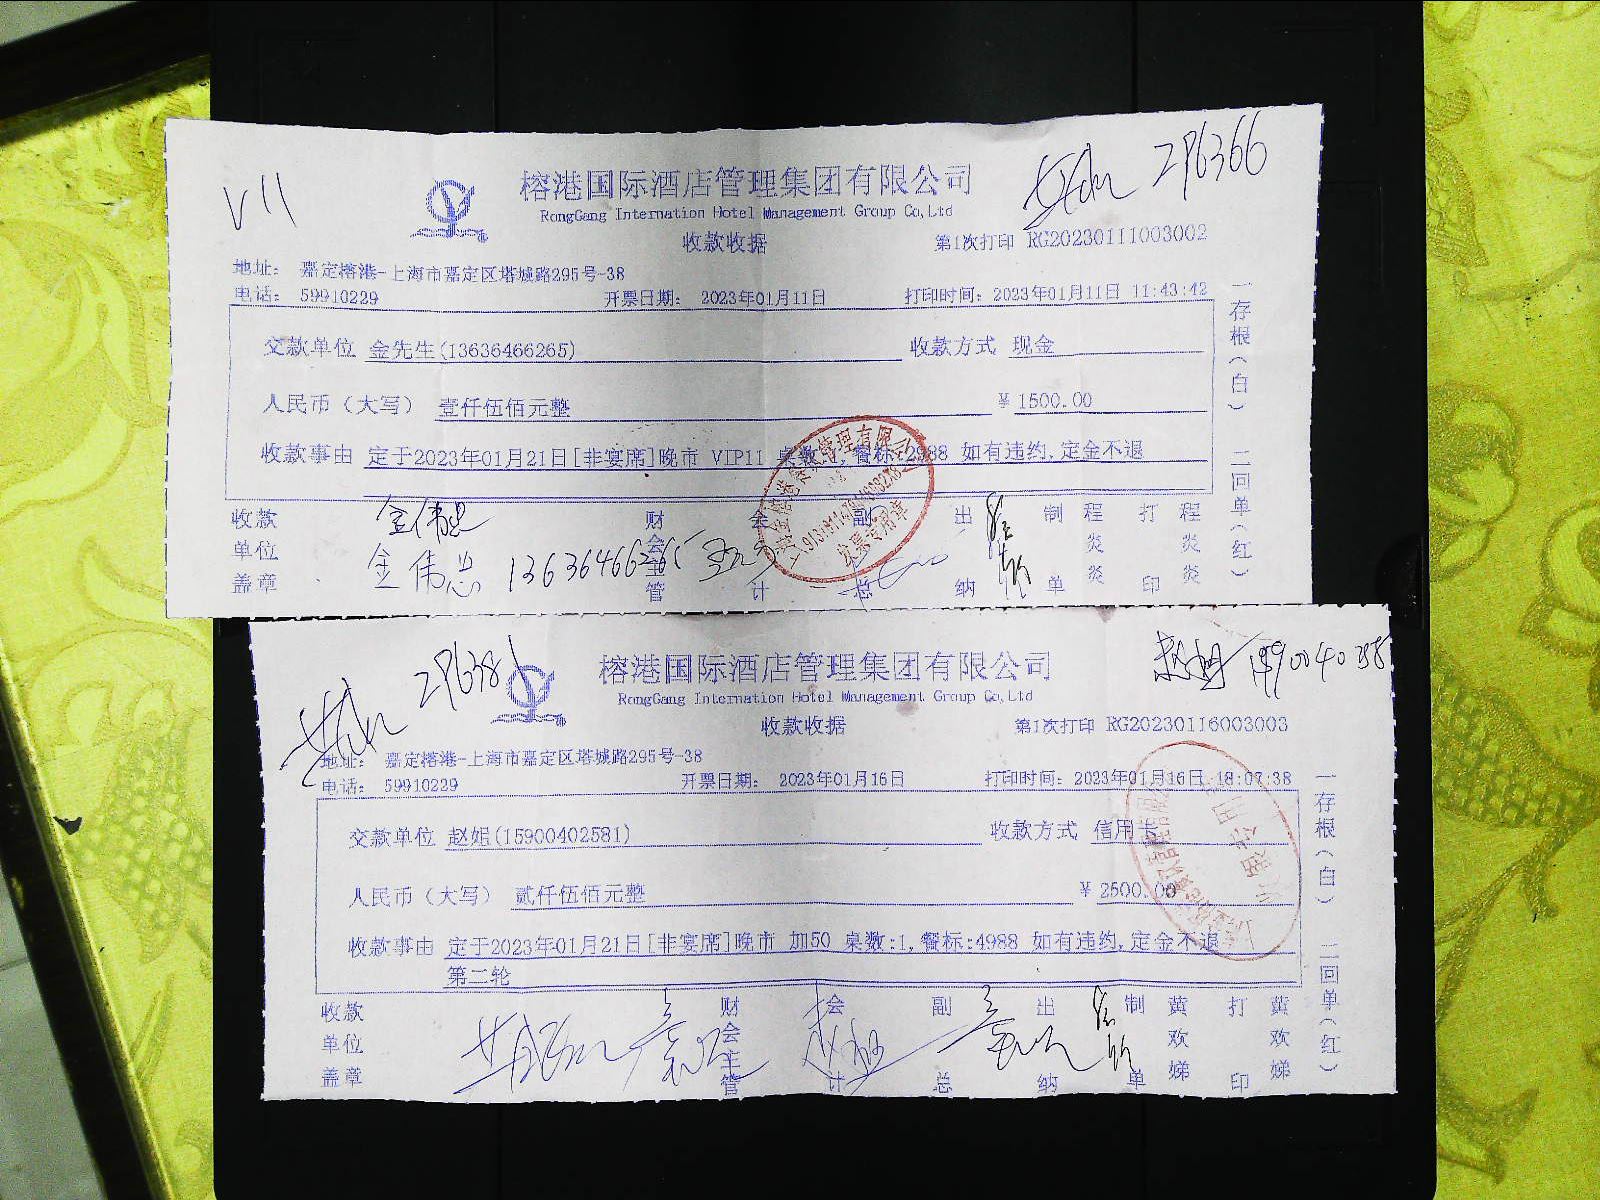 V11
榕港国际酒店管理集团有限公司
296366
RongGang Internation Hotel Management Group Co,Ltd
收款收据
第1次打印 RG20230111003002
地址: 嘉定榕港-上海市嘉定区塔城路295号-38
电话: 59910229
开票日期: 2023年01月11日
打印时间: 2023年01月11日 11:43:42
交款单位 金先生(13636466265)
收款方式 现金
人民币（大写） 壹仟伍佰元整
￥1500.00
收款事由 定于2023年01月21日[非宴席]晚市 VIP11 桌数:1,餐标:2988 如有违约,定金不退
一存根（白） 二回单（红）
收款单位盖章
金伟忠
金伟忠 13636466265
财会主管
会计
副总
出纳
制单
程炎炎
打印
程炎炎
发票专用章
榕港国际酒店管理集团有限公司
296381
RongGang Internation Hotel Management Group Co,Ltd
收款收据
第1次打印 RG20230116003003
地址: 嘉定榕港-上海市嘉定区塔城路295号-38
电话: 59910229
开票日期: 2023年01月16日
打印时间: 2023年01月16日 18:07:38
交款单位 赵姐(15900402581)
收款方式 信用卡
人民币（大写） 贰仟伍佰元整
￥2500.00
收款事由 定于2023年01月21日[非宴席]晚市 加50 桌数:1,餐标:4988 如有违约,定金不退
第二轮
一存根（白） 二回单（红）
收款单位盖章
财会主管
会计
副总
出纳
制单
黄欢娣
打印
黄欢娣